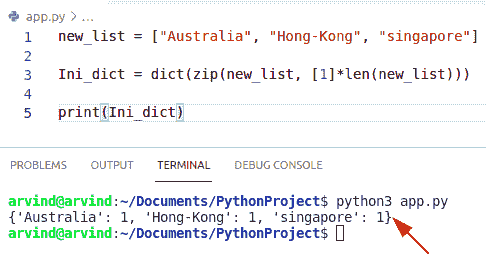 app.py > ...
1 new_list = ["Australia", "Hong-Kong", "singapore"]
2
3 Ini_dict = dict(zip(new_list, [1]*len(new_list)))
4
5 print(Ini_dict)
PROBLEMS OUTPUT TERMINAL DEBUG CONSOLE
arvind@arvind:~/Documents/PythonProject$ python3 app.py
{'Australia': 1, 'Hong-Kong': 1, 'singapore': 1}
arvind@arvind:~/Documents/PythonProject$